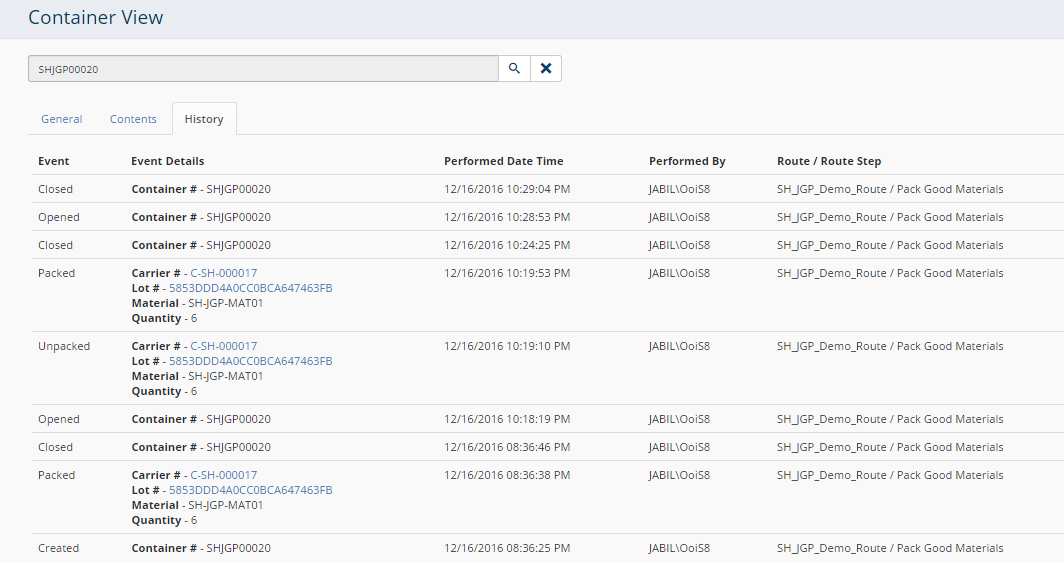 Container View
SHJGP00020
General Contents History
Event Event Details Performed Date Time Performed By Route / Route Step
Closed Container # - SHJGP00020 12/16/2016 10:29:04 PM JABIL\OoiS8 SH_JGP_Demo_Route / Pack Good Materials
Opened Container # - SHJGP00020 12/16/2016 10:28:53 PM JABIL\OoiS8 SH_JGP_Demo_Route / Pack Good Materials
Closed Container # - SHJGP00020 12/16/2016 10:24:25 PM JABIL\OoiS8 SH_JGP_Demo_Route / Pack Good Materials
Packed Carrier # - C-SH-000017 12/16/2016 10:19:53 PM JABIL\OoiS8 SH_JGP_Demo_Route / Pack Good Materials
Lot # - 5853DDD4A0CC0BCA647463FB
Material - SH-JGP-MAT01
Quantity - 6
Unpacked Carrier # - C-SH-000017 12/16/2016 10:19:10 PM JABIL\OoiS8 SH_JGP_Demo_Route / Pack Good Materials
Lot # - 5853DDD4A0CC0BCA647463FB
Material - SH-JGP-MAT01
Quantity - 6
Opened Container # - SHJGP00020 12/16/2016 10:18:19 PM JABIL\OoiS8 SH_JGP_Demo_Route / Pack Good Materials
Closed Container # - SHJGP00020 12/16/2016 08:36:46 PM JABIL\OoiS8 SH_JGP_Demo_Route / Pack Good Materials
Packed Carrier # - C-SH-000017 12/16/2016 08:36:38 PM JABIL\OoiS8 SH_JGP_Demo_Route / Pack Good Materials
Lot # - 5853DDD4A0CC0BCA647463FB
Material - SH-JGP-MAT01
Quantity - 6
Created Container # - SHJGP00020 12/16/2016 08:36:25 PM JABIL\OoiS8 SH_JGP_Demo_Route / Pack Good Materials